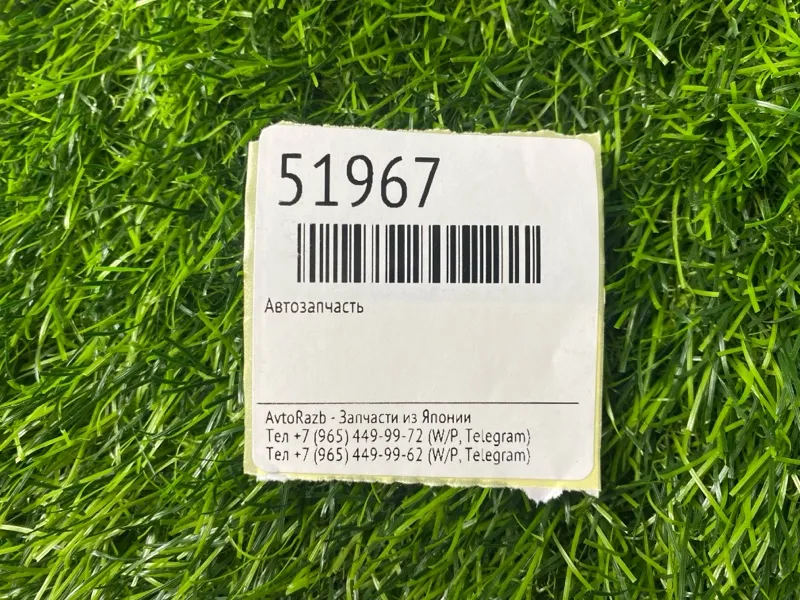 51967
Автозапчасть
AvtoRazb - Запчасти из Японии
Тел +7 (965) 449-99-72 (W/P, Telegram)
Тел +7 (965) 449-99-62 (W/P, Telegram)